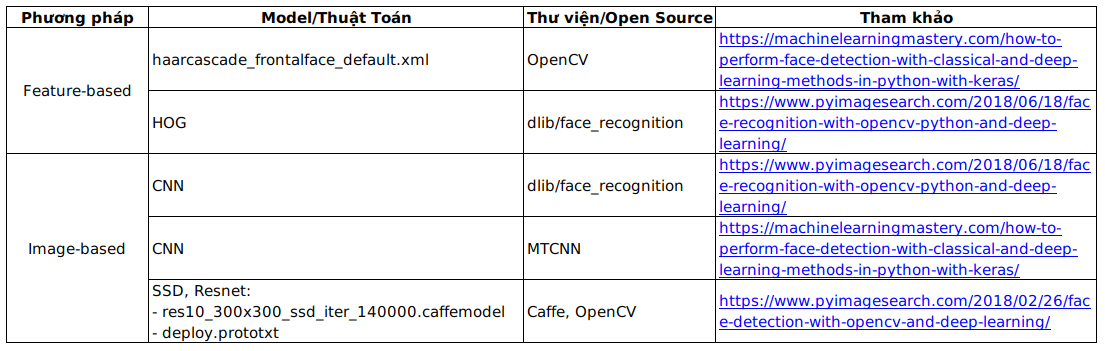 Phương pháp
Model/Thuật Toán
Thư viện/Open Source
Tham khảo
Feature-based
haarcascade_frontalface_default.xml
OpenCV
https://machinelearningmastery.com/how-to-
perform-face-detection-with-classical-and-deep-
learning-methods-in-python-with-keras/
HOG
dlib/face_recognition
https://www.pyimagesearch.com/2018/06/18/fac
e-recognition-with-opencv-python-and-deep-
learning/
Image-based
CNN
dlib/face_recognition
https://www.pyimagesearch.com/2018/06/18/fac
e-recognition-with-opencv-python-and-deep-
learning/
CNN
MTCNN
https://machinelearningmastery.com/how-to-
perform-face-detection-with-classical-and-deep-
learning-methods-in-python-with-keras/
SSD, Resnet:
- res10_300x300_ssd_iter_140000.caffemodel
- deploy.prototxt
Caffe, OpenCV
https://www.pyimagesearch.com/2018/02/26/fac
e-detection-with-opencv-and-deep-learning/